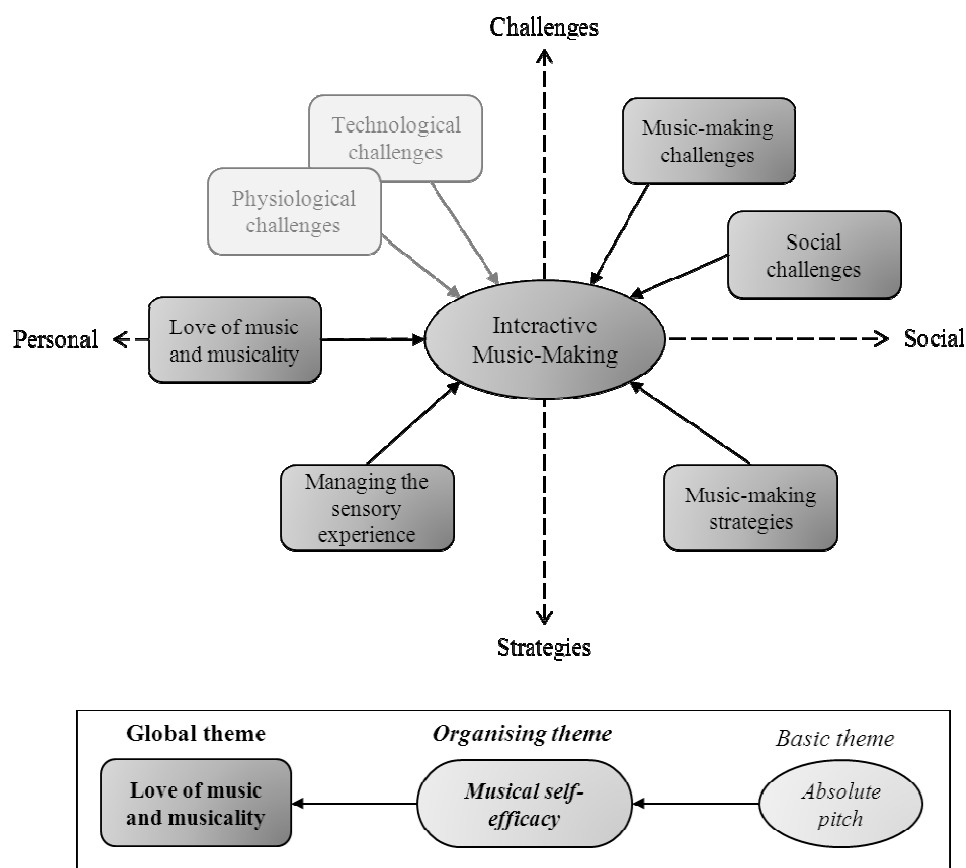 Challenges
Technological
challenges
Music-making
challenges
Physiological
challenges
Social
challenges
Personal
Love of music
and musicality
Interactive
Music-Making
Social
Managing the
sensory
experience
Music-making
strategies
Strategies
Global theme
Organising theme
Basic theme
Love of music
and musicality
Musical self-
efficacy
Absolute
pitch